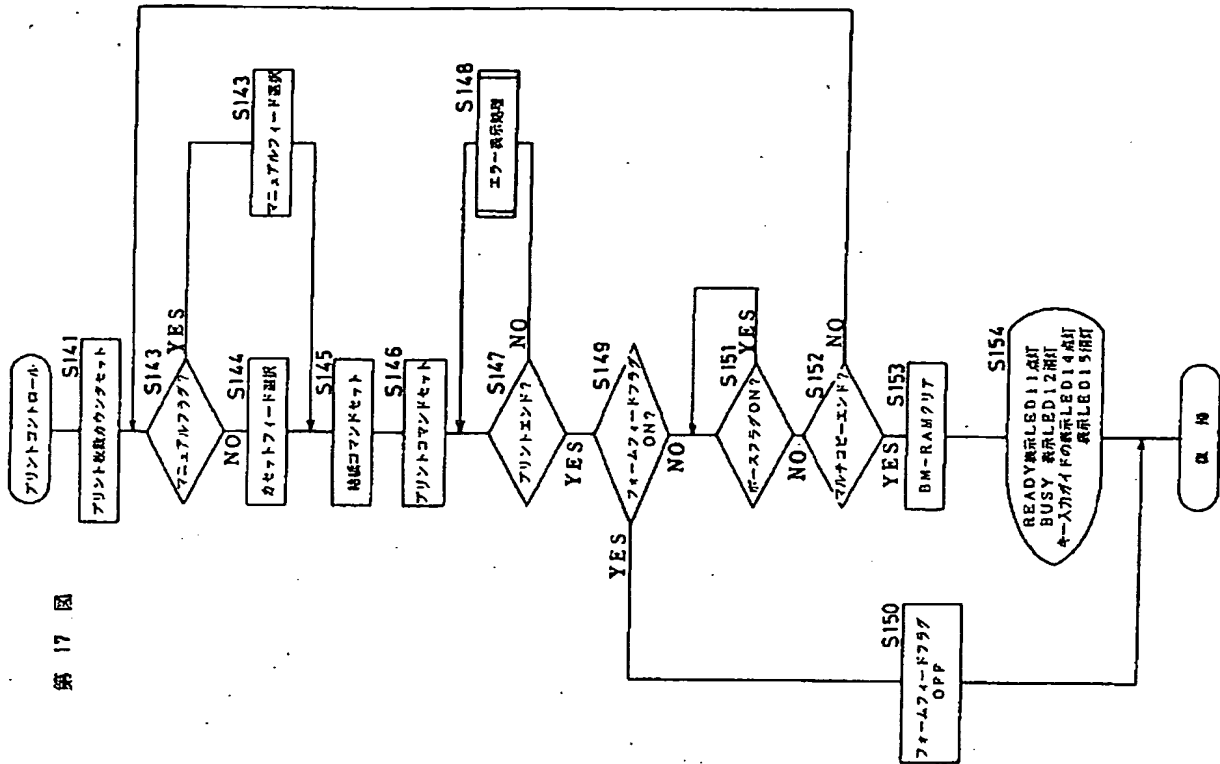 第 17 図
プリントコントロール
S141
プリント枚数カウンタセット
S143
マニュアルフラグ?
YES
NO
S143
マニュアルフィード選択
S144
カセットフィード選択
S145
給紙コマンドセット
S146
プリントコマンドセット
S147
プリントエンド?
NO
YES
S148
エラー表示処理
S149
フォームフィードフラグ
ON?
YES
NO
S150
フォームフィードフラグ
OFF
S151
ポーズフラグON?
YES
NO
S152
マルチコピーエンド?
NO
YES
S153
BM-RAMクリア
S154
READY表示LED11点灯
BUSY 表示LED12消灯
キー入力ガイドの表示LED14点灯
表示LED15消灯
復 帰